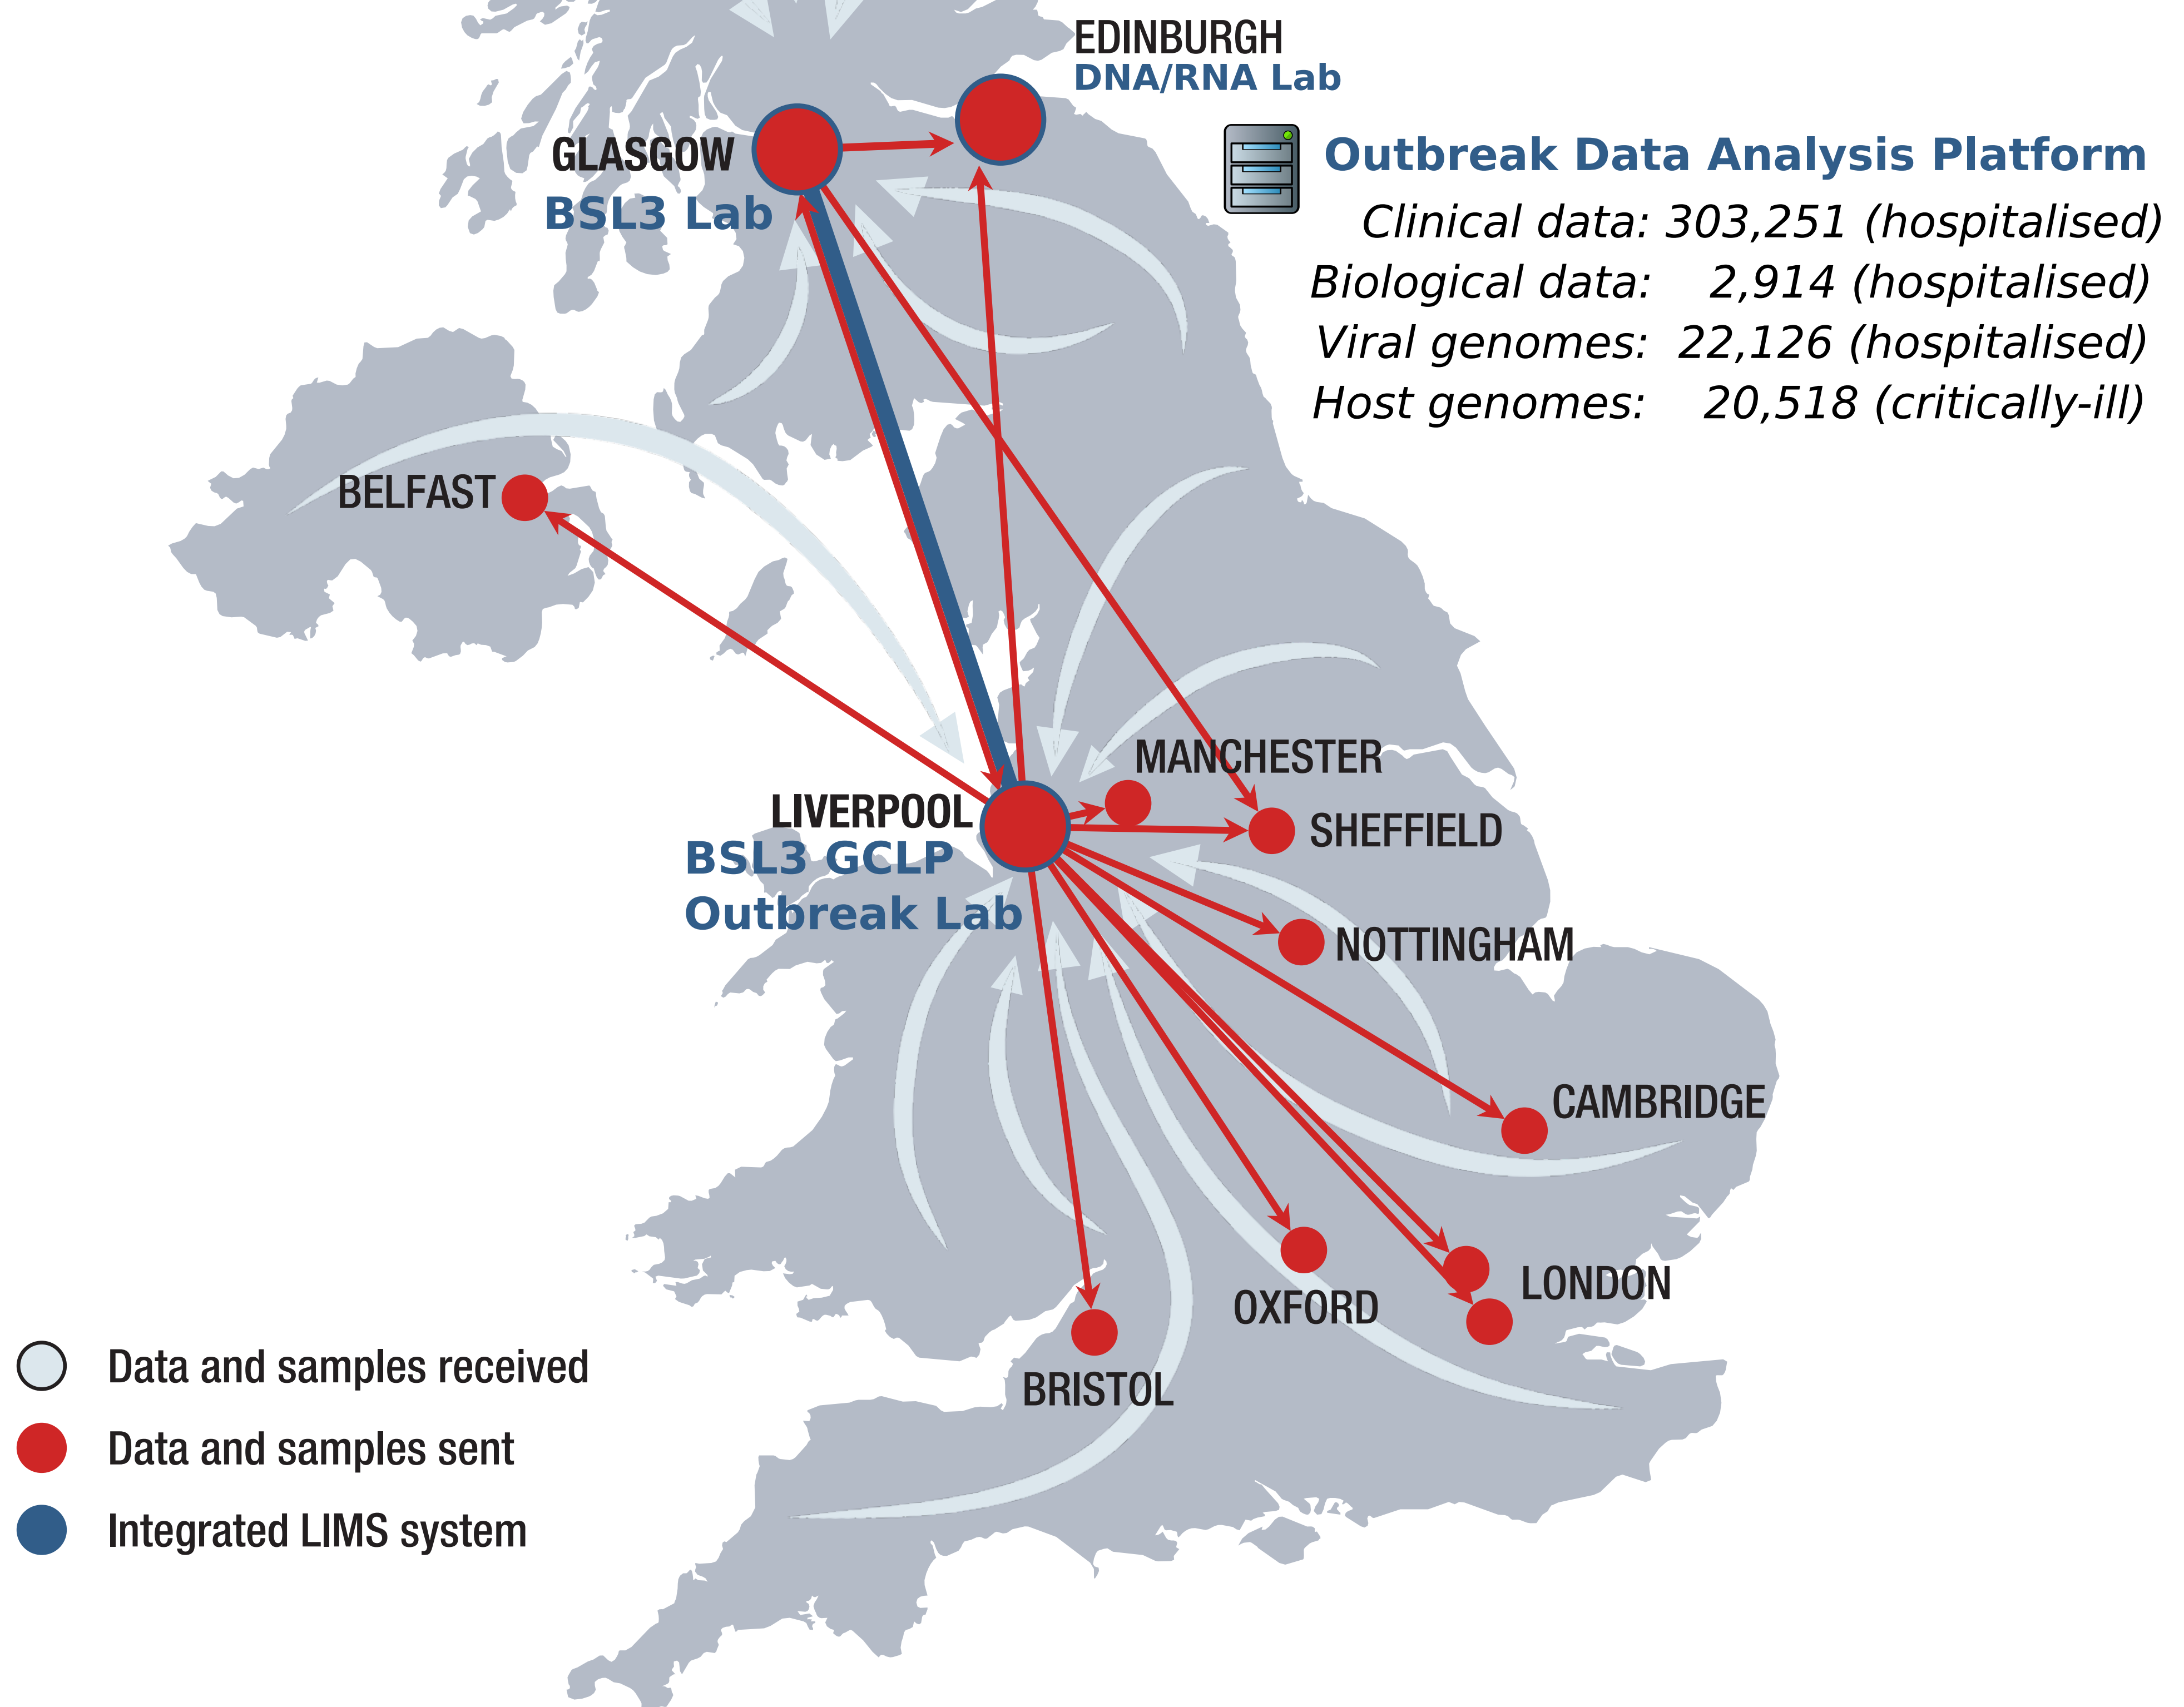 EDINBURGH
DNA/RNA Lab
GLASGOW
BSL3 Lab
Outbreak Data Analysis Platform
Clinical data: 303,251 (hospitalised)
Biological data: 2,914 (hospitalised)
Viral genomes: 22,126 (hospitalised)
Host genomes: 20,518 (critically-ill)
BELFAST
MANCHESTER
LIVERPOOL
BSL3 GCLP
Outbreak Lab
SHEFFIELD
NOTTINGHAM
CAMBRIDGE
LONDON
OXFORD
BRISTOL
Data and samples received
Data and samples sent
Integrated LIMS system